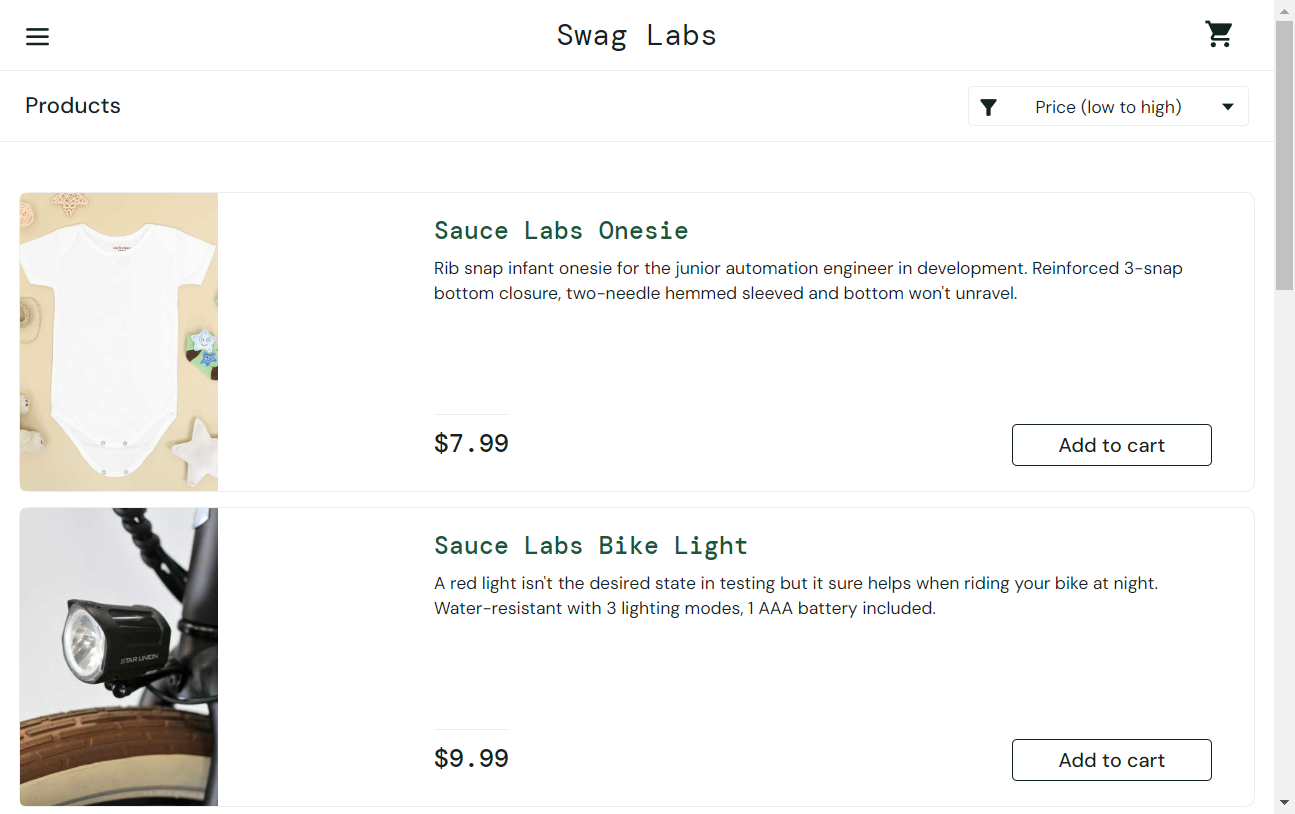 Swag Labs
Products
Price (low to high)
Sauce Labs Onesie
Rib snap infant onesie for the junior automation engineer in development. Reinforced 3-snap
bottom closure, two-needle hemmed sleeved and bottom won't unravel.
$7.99
Add to cart
Sauce Labs Bike Light
A red light isn't the desired state in testing but it sure helps when riding your bike at night.
Water-resistant with 3 lighting modes, 1 AAA battery included.
STAR UNION
$9.99
Add to cart